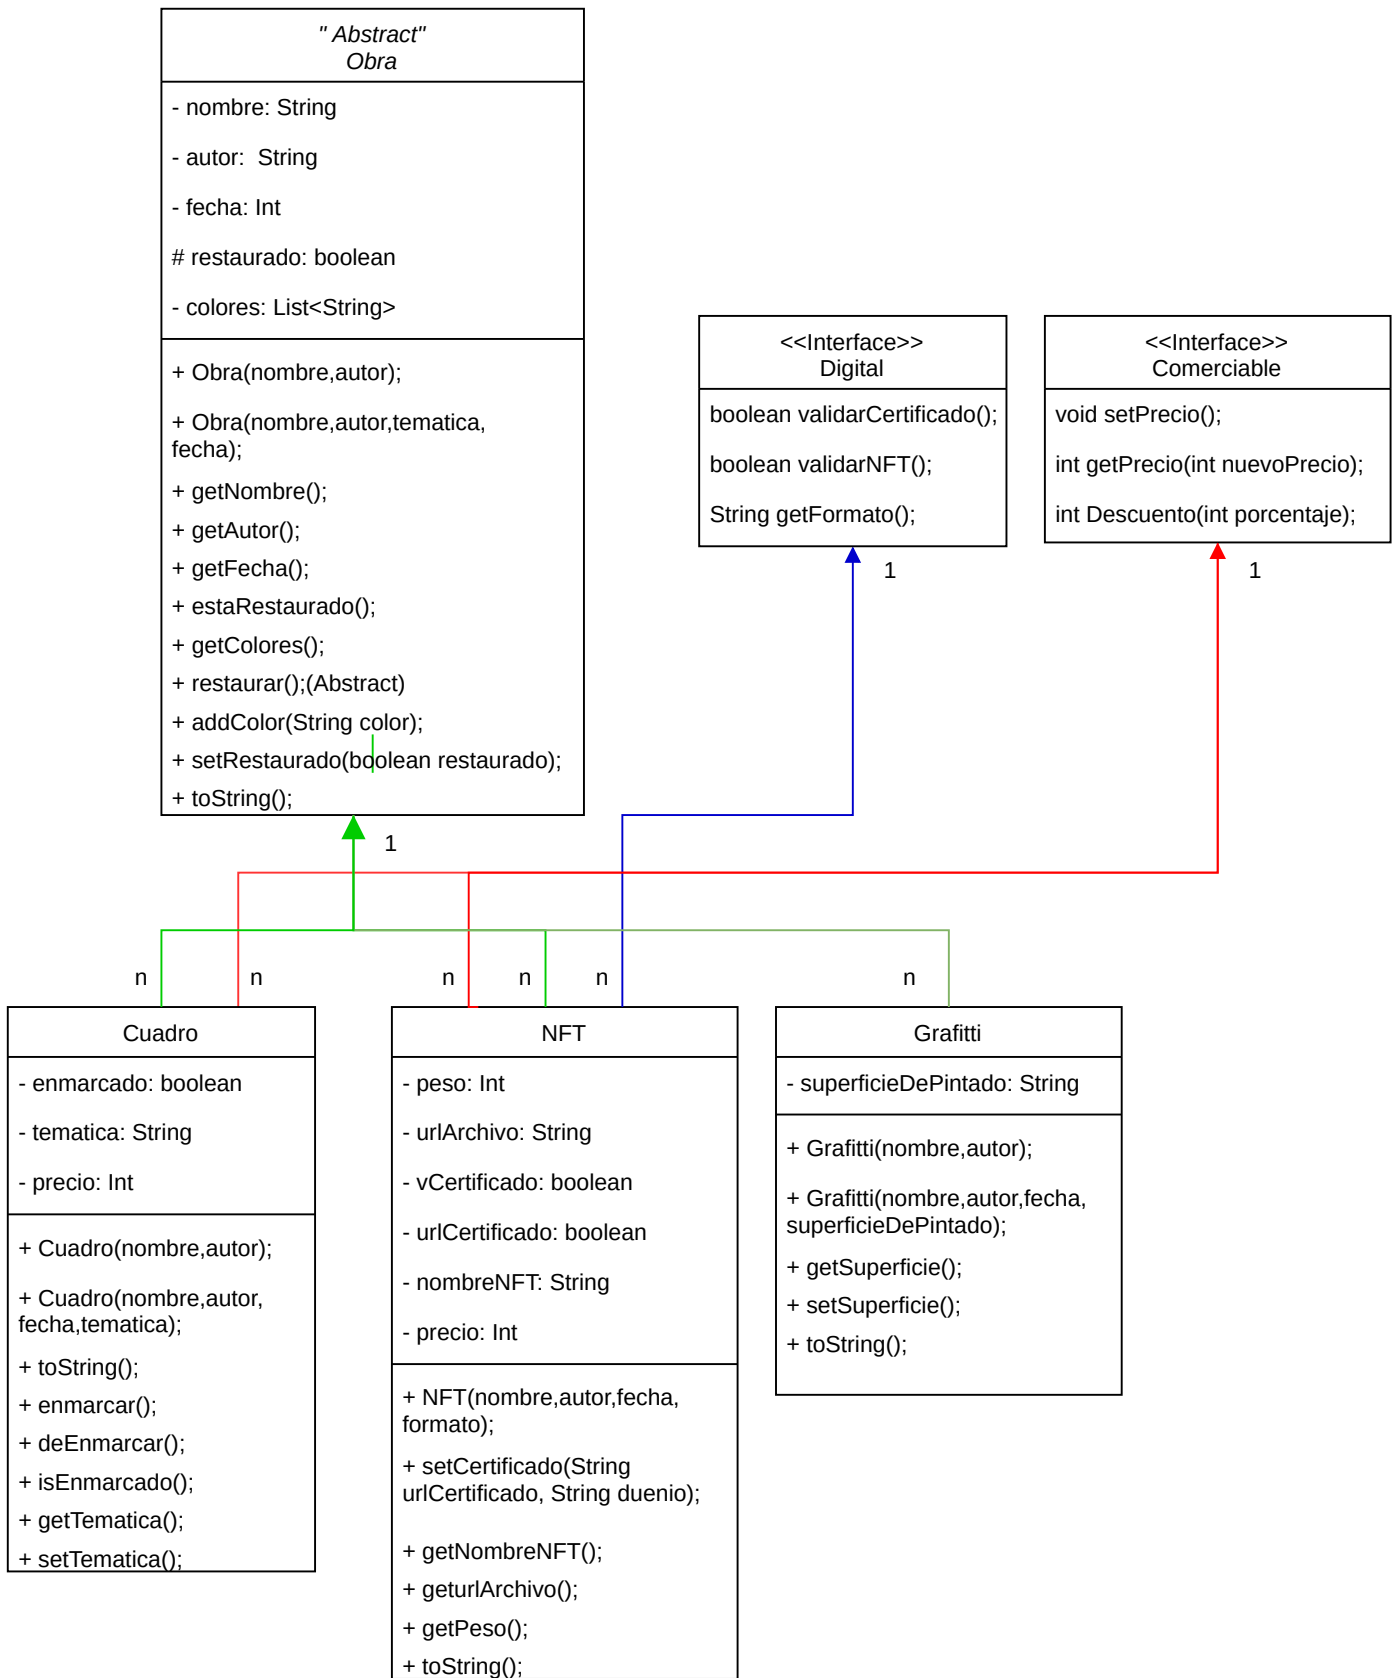 " Abstract"
Obra
- nombre: String
- autor:  String
- fecha: Int
# restaurado: boolean
- colores: List<String>
+ Obra(nombre,autor);
+ Obra(nombre,autor,tematica,
fecha);
+ getNombre();
+ getAutor();
+ getFecha();
+ estaRestaurado();
+ getColores();
+ restaurar();(Abstract)
+ addColor(String color);
+ setRestaurado(boolean restaurado);
+ toString();
<<Interface>>
Digital
boolean validarCertificado();
boolean validarNFT();
String getFormato();
<<Interface>>
Comerciable
void setPrecio();
int getPrecio(int nuevoPrecio);
int Descuento(int porcentaje);
1
1
1
n
n
n
n
n
n
Cuadro
- enmarcado: boolean
- tematica: String
- precio: Int
+ Cuadro(nombre,autor);
+ Cuadro(nombre,autor,
fecha,tematica);
+ toString();
+ enmarcar();
+ deEnmarcar();
+ isEnmarcado();
+ getTematica();
+ setTematica();
NFT
- peso: Int
- urlArchivo: String
- vCertificado: boolean
- urlCertificado: boolean
- nombreNFT: String
- precio: Int
+ NFT(nombre,autor,fecha,
formato);
+ setCertificado(String
urlCertificado, String duenio);
+ getNombreNFT();
+ geturlArchivo();
+ getPeso();
+ toString();
Grafitti
- superficieDePintado: String
+ Grafitti(nombre,autor);
+ Grafitti(nombre,autor,fecha,
superficieDePintado);
+ getSuperficie();
+ setSuperficie();
+ toString();